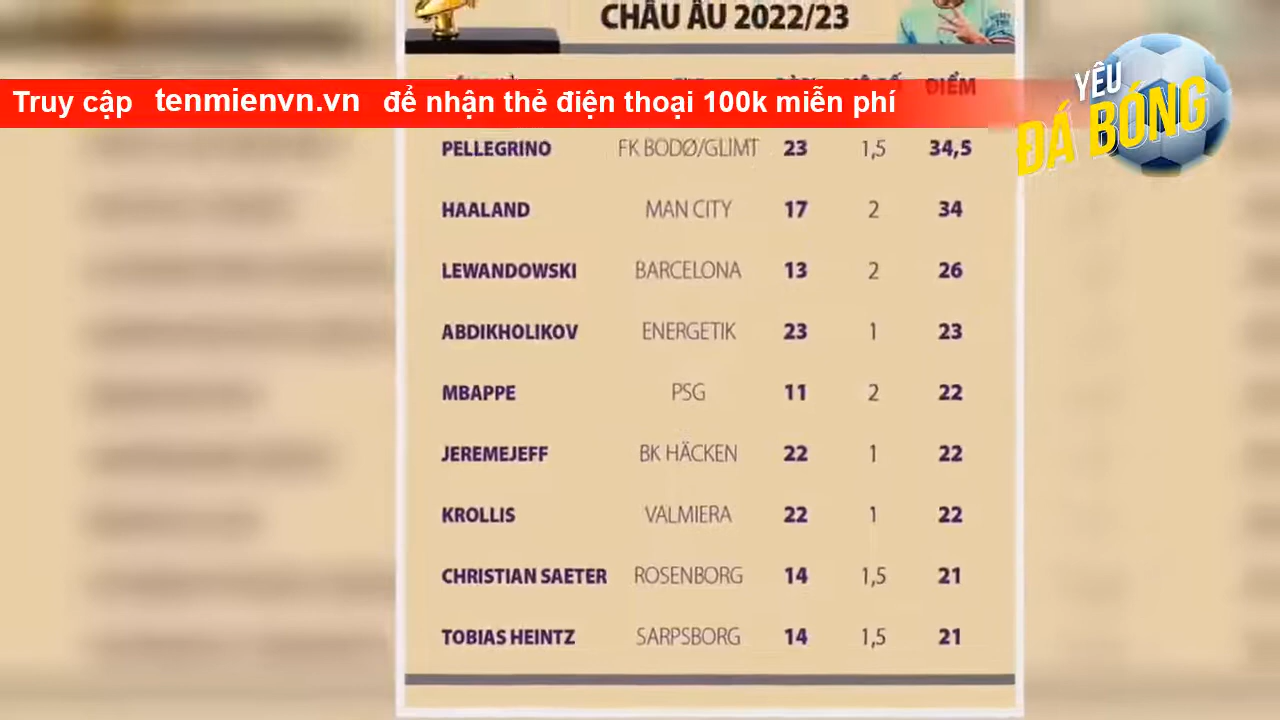 CHÂU ÂU 2022/23
ĐIỂM
Truy cập tenmienvn.vn để nhận thẻ điện thoại 100k miễn phí
YÊU
ĐÁ BÓNG
PELLEGRINO FK BODØ/GLIMT 23 1,5 34,5
HAALAND MAN CITY 17 2 34
LEWANDOWSKI BARCELONA 13 2 26
ABDIKHOLIKOV ENERGETIK 23 1 23
MBAPPE PSG 11 2 22
JEREMEJEFF BK HÄCKEN 22 1 22
KROLLIS VALMIERA 22 1 22
CHRISTIAN SAETER ROSENBORG 14 1,5 21
TOBIAS HEINTZ SARPSBORG 14 1,5 21